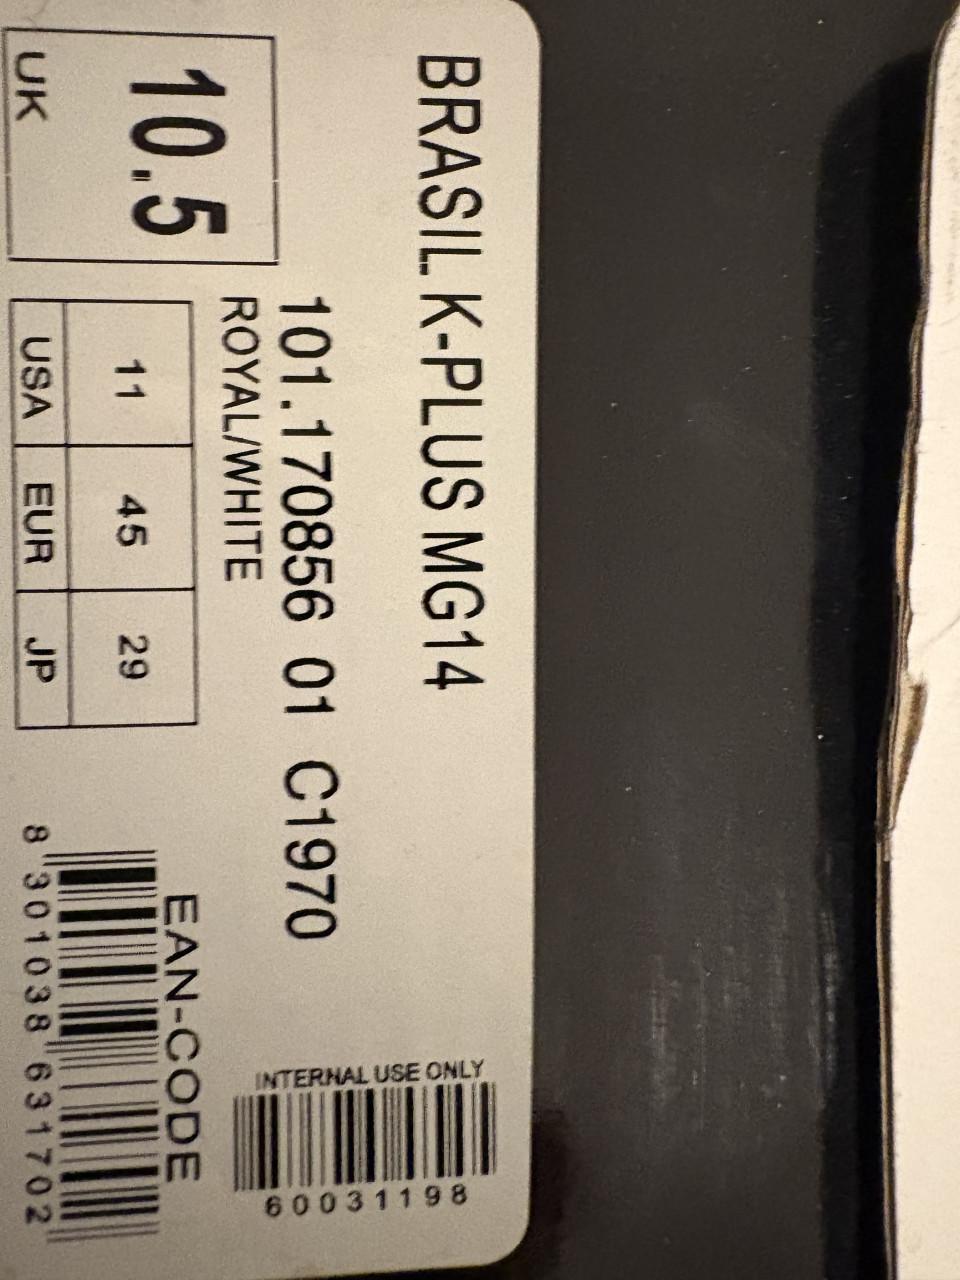 BRASIL K-PLUS MG14
101.170856 01 C1970
ROYAL/WHITE
10.5
UK
11 45 29
USA EUR JP
INTERNAL USE ONLY
60031198
EAN-CODE
8 301038 631702